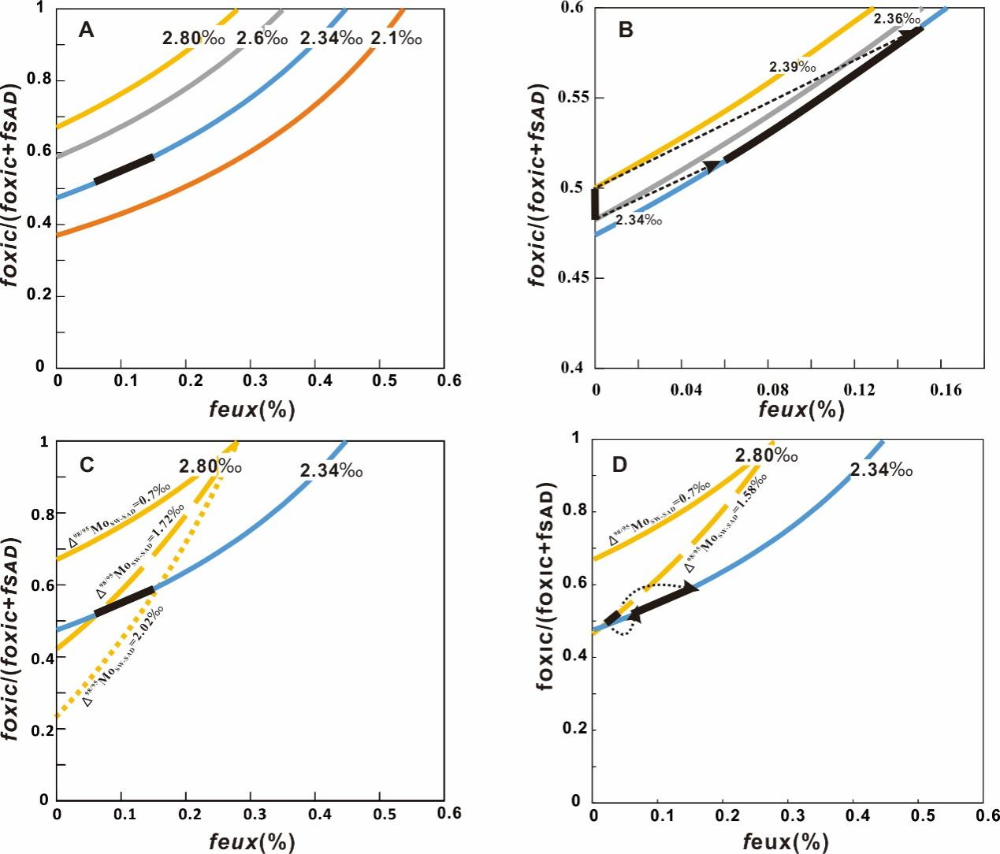 A
2.80‰ 2.6‰ 2.34‰ 2.1‰
foxic/(foxic+fsAD)
1
0.8
0.6
0.4
0.2
0
0 0.1 0.2 0.3 0.4 0.5 0.6
feux(%)
B
2.36‰
2.39‰
2.34‰
foxic/(foxic+fsAD)
0.6
0.55
0.5
0.45
0.4
0 0.04 0.08 0.12 0.16
feux(%)
C
2.80‰ 2.34‰
Δ98/95MoSW-SAD=0.7‰
Δ98/95MoSW-SAD=1.72‰
Δ98/95MoSW-SAD=2.02‰
foxic/(foxic+fsAD)
1
0.8
0.6
0.4
0.2
0
0 0.1 0.2 0.3 0.4 0.5 0.6
feux(%)
D
2.80‰
2.34‰
Δ98/95MoSW-SAD=0.7‰
Δ98/95MoSW-SAD=1.58‰
foxic/(foxic+fsAD)
1
0.8
0.6
0.4
0.2
0
0 0.1 0.2 0.3 0.4 0.5 0.6
feux(%)